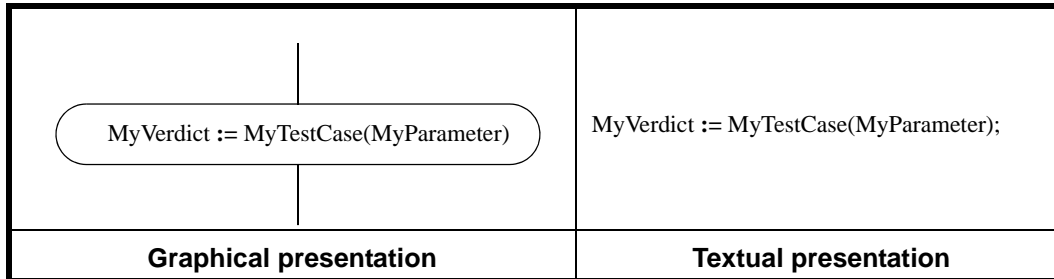 MyVerdict := MyTestCase(MyParameter)
MyVerdict := MyTestCase(MyParameter);
Graphical presentation
Textual presentation